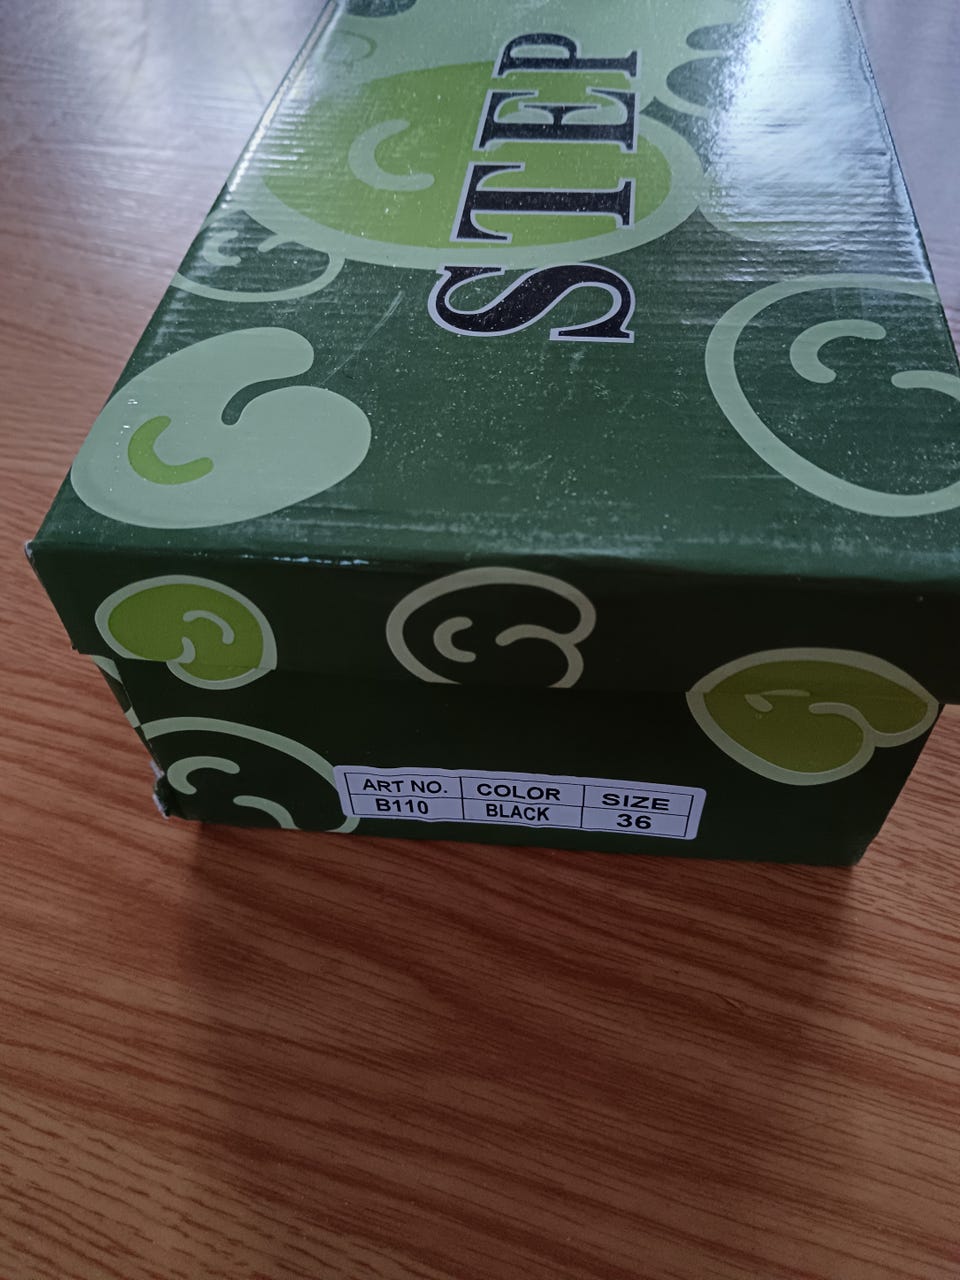 STEP
ART NO. COLOR SIZE
B110 BLACK 36